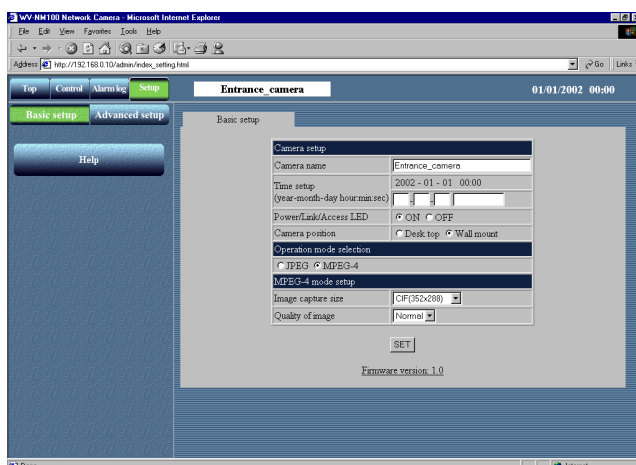 WV-NM100 Network Camera - Microsoft Internet Explorer
File Edit View Favorites Tools Help
Address http://192.168.0.10/admin/index_setting.html Go Links
Top Control Alarm log Setup Entrance_camera 01/01/2002 00:00
Basic setup Advanced setup
Basic setup
Help
Camera setup
Camera name Entrance_camera
Time setup 2002 - 01 - 01 00:00
(year-month-day hour:min:sec) - -
Power/Link/Access LED ON OFF
Camera position Desk top Wall mount
Operation mode selection
JPEG MPEG-4
MPEG-4 mode setup
Image capture size CIF(352x288)
Quality of image Normal
SET
Firmware version: 1.0